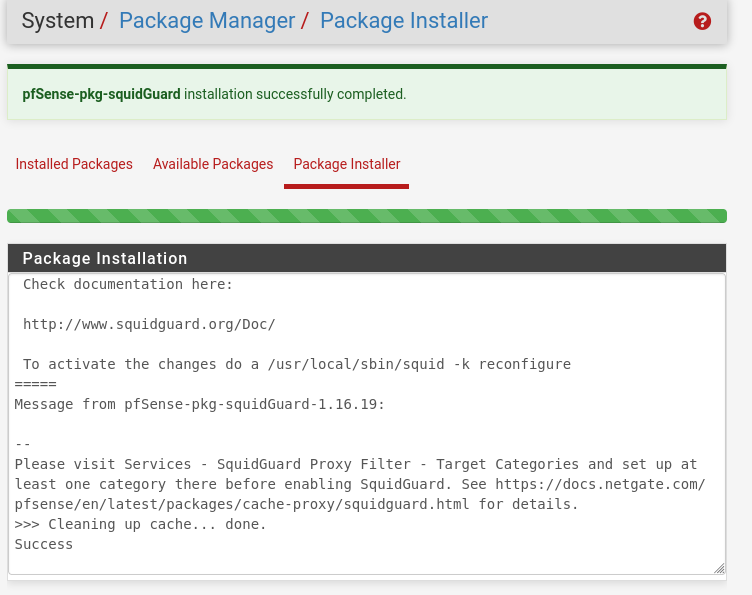 System / Package Manager / Package Installer
pfSense-pkg-squidGuard installation successfully completed.
Installed Packages Available Packages Package Installer
Package Installation
Check documentation here:
http://www.squidguard.org/Doc/
To activate the changes do a /usr/local/sbin/squid -k reconfigure
=====
Message from pfSense-pkg-squidGuard-1.16.19:
--
Please visit Services - SquidGuard Proxy Filter - Target Categories and set up at
least one category there before enabling SquidGuard. See https://docs.netgate.com/
pfsense/en/latest/packages/cache-proxy/squidguard.html for details.
>>> Cleaning up cache... done.
Success